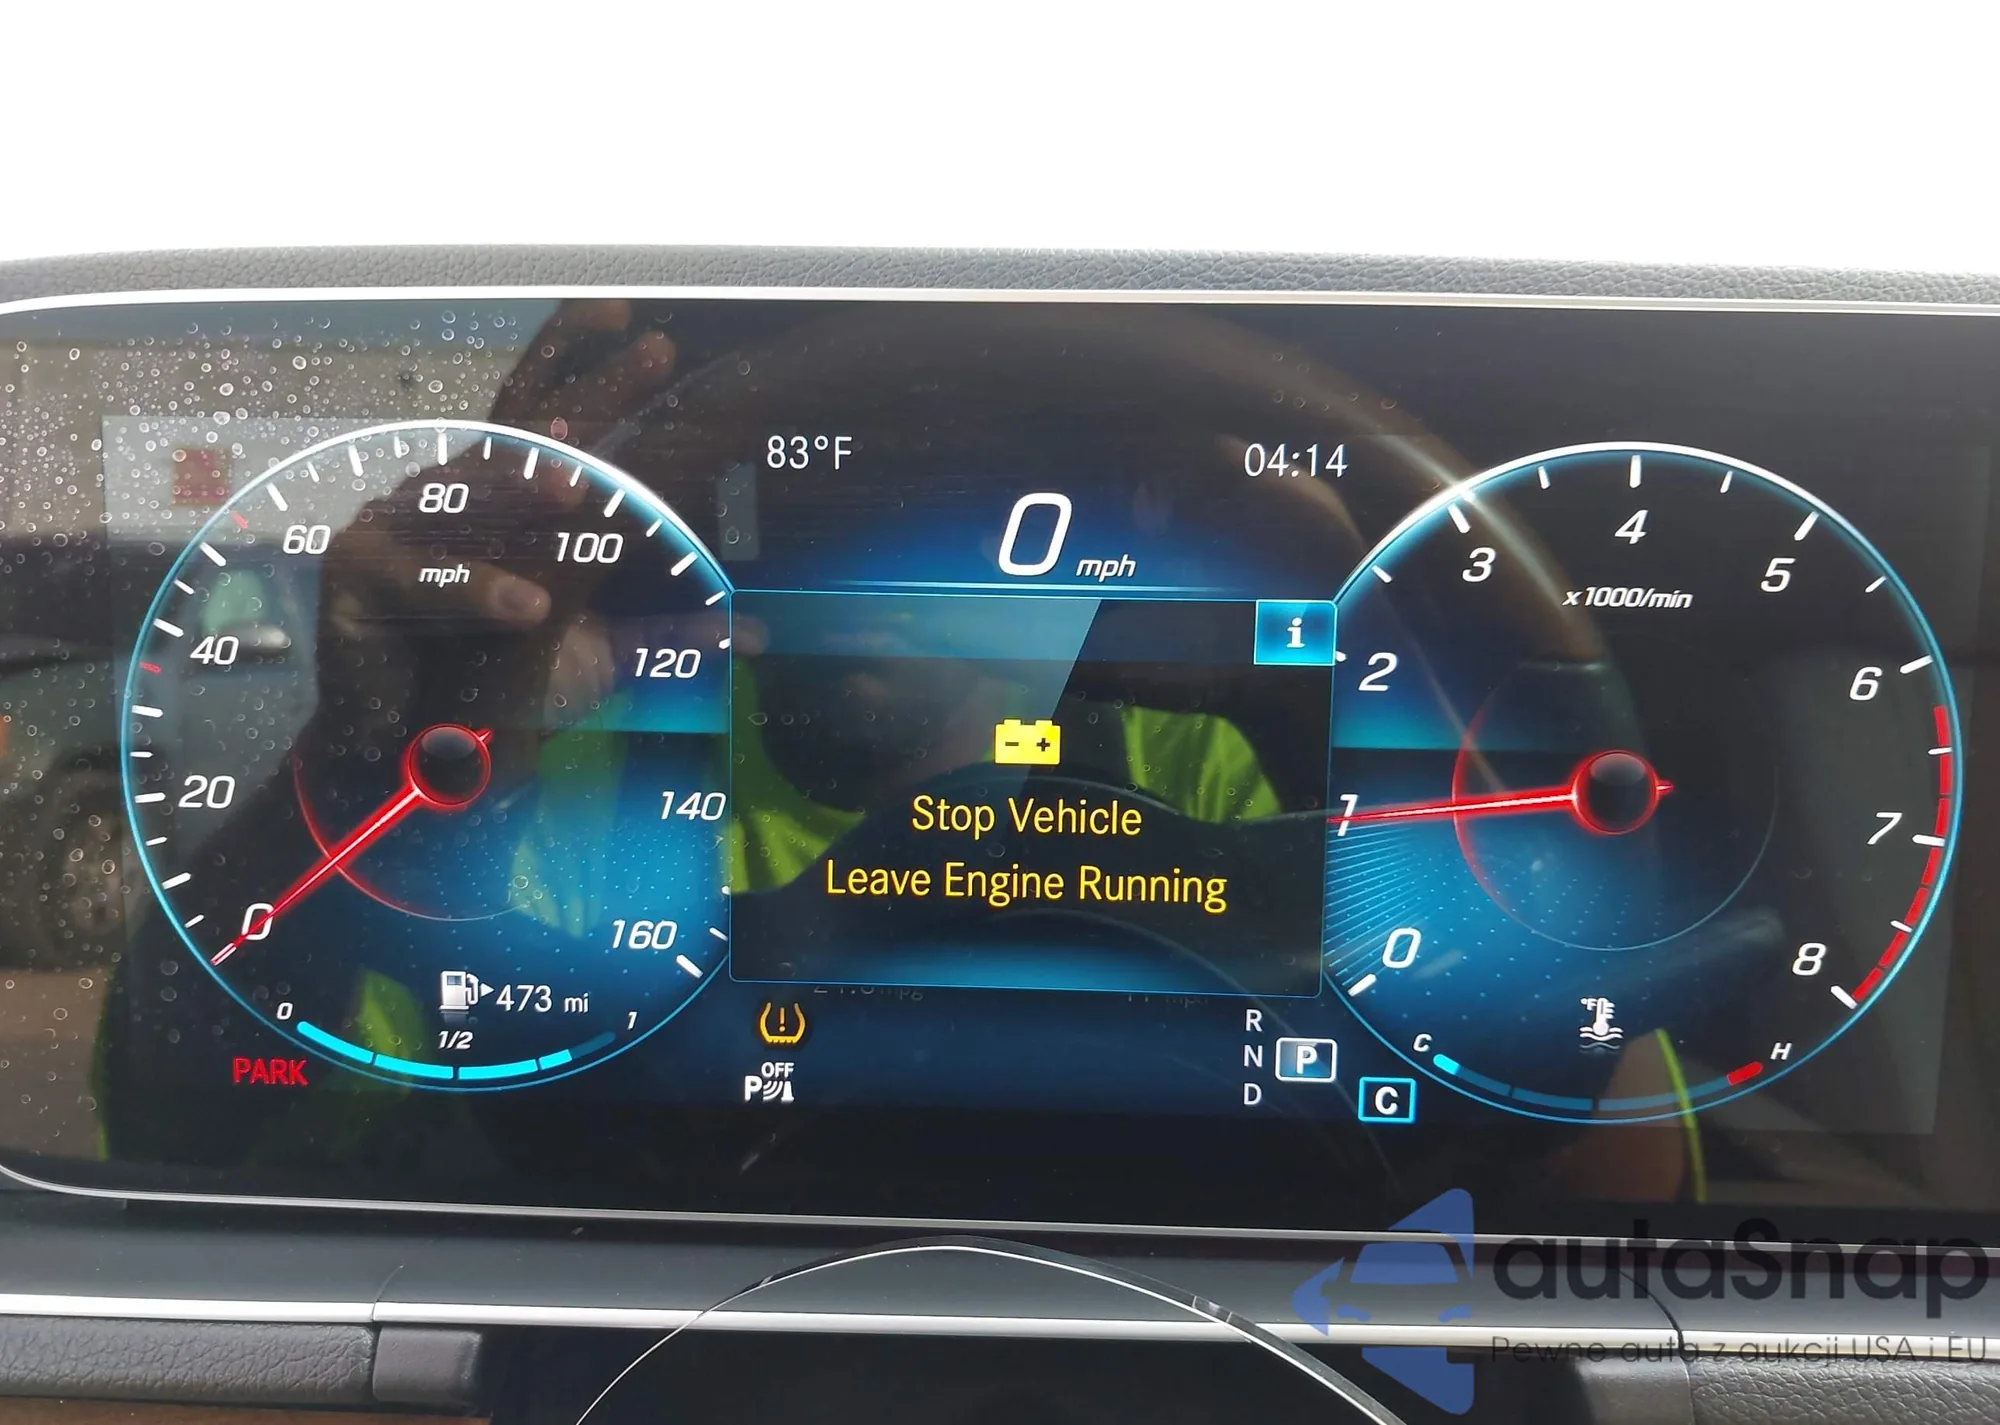 83°F
04:14
0 mph
80
60
100
mph
40
120
20
140
0
160
4
3
5
x1000/min
2
6
1
7
0
8
i
- +
Stop Vehicle
Leave Engine Running
473 mi
0
1/2
1
PARK
OFF
P
R
N
P
D
C
°F
C
H
autaSnap
Pewne auta z aukcji USA i EU